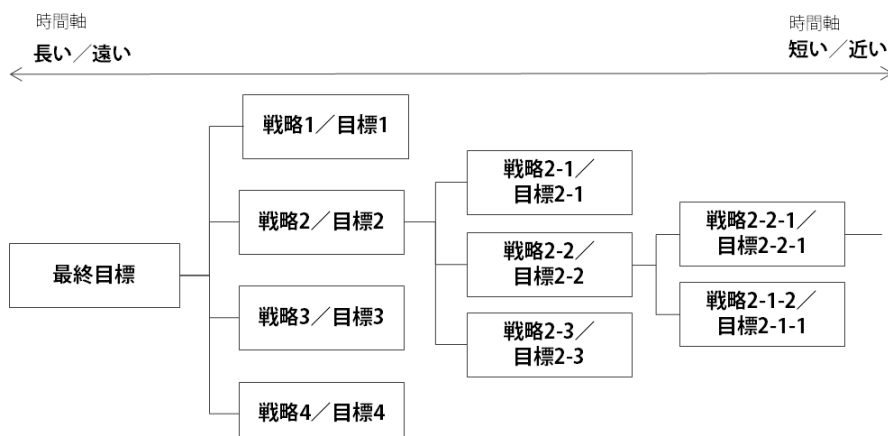 時間軸
長い／遠い
時間軸
短い／近い
最終目標
戦略1／目標1
戦略2／目標2
戦略3／目標3
戦略4／目標4
戦略2-1／
目標2-1
戦略2-2／
目標2-2
戦略2-3／
目標2-3
戦略2-2-1／
目標2-2-1
戦略2-1-2／
目標2-1-1